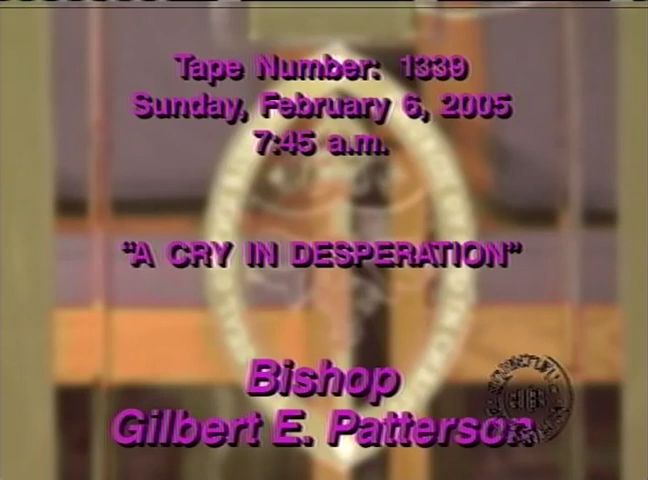 Tape Number: 1339
Sunday, February 6, 2005
7:45 a.m.
"A CRY IN DESPERATION"
Bishop
Gilbert E. Patterson